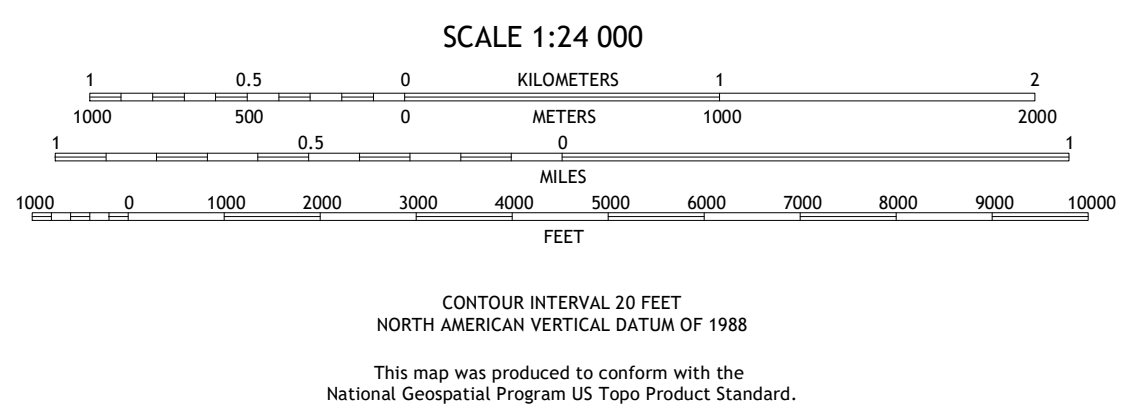 SCALE 1:24 000
1 0.5 0 KILOMETERS 1 2
1000 500 0 METERS 1000 2000
1 0.5 0 1
MILES
1000 0 1000 2000 3000 4000 5000 6000 7000 8000 9000 10000
FEET
CONTOUR INTERVAL 20 FEET
NORTH AMERICAN VERTICAL DATUM OF 1988
This map was produced to conform with the
National Geospatial Program US Topo Product Standard.